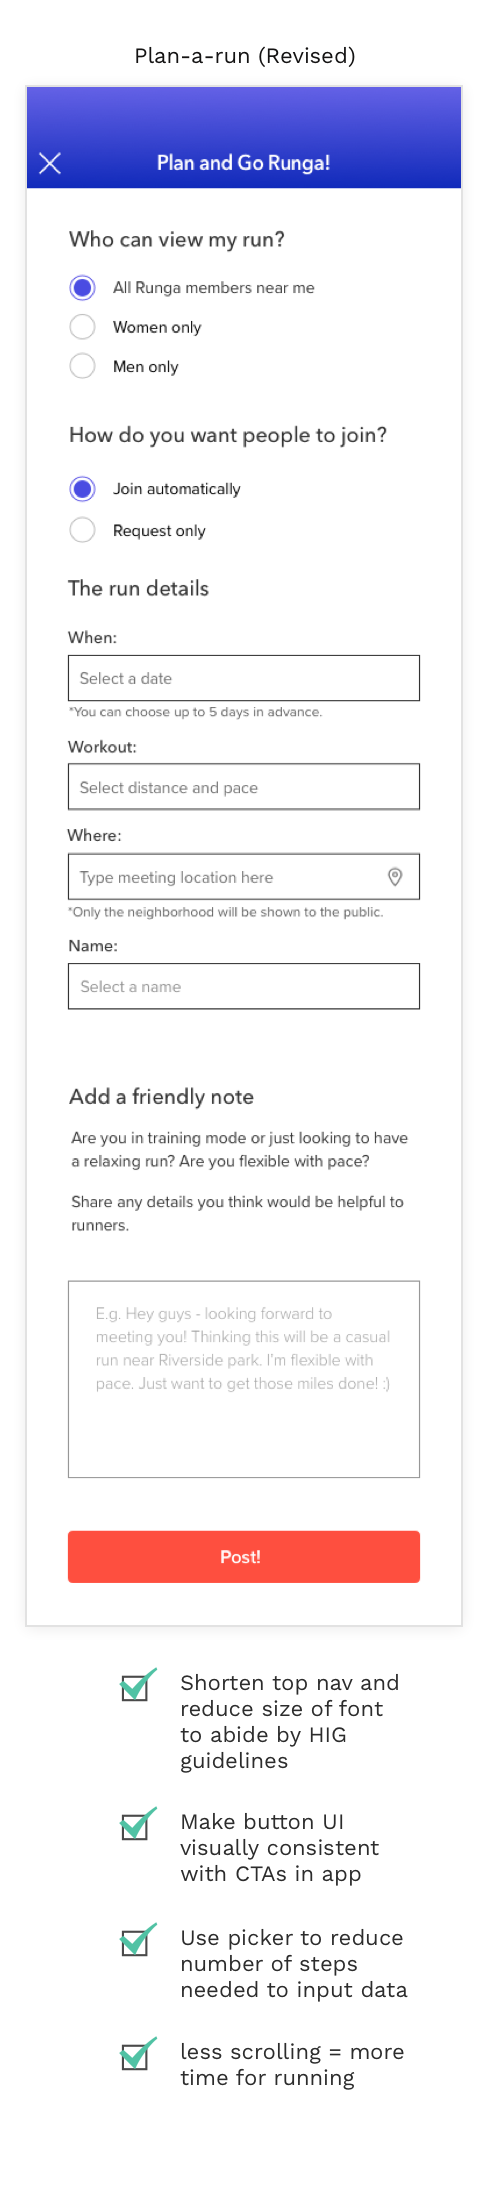 Plan-a-run (Revised)
Plan and Go Runga!
Who can view my run?
All Runga members near me
Women only
Men only
How do you want people to join?
Join automatically
Request only
The run details
When:
Select a date
*You can choose up to 5 days in advance.
Workout:
Select distance and pace
Where:
Type meeting location here
*Only the neighborhood will be shown to the public.
Name:
Select a name
Add a friendly note
Are you in training mode or just looking to have
a relaxing run? Are you flexible with pace?
Share any details you think would be helpful to
runners.
E.g. Hey guys - looking forward to
meeting you! Thinking this will be a casual
run near Riverside park. I'm flexible with
pace. Just want to get those miles done! :)
Post!
Shorten top nav and
reduce size of font
to abide by HIG
guidelines
Make button UI
visually consistent
with CTAs in app
Use picker to reduce
number of steps
needed to input data
less scrolling = more
time for running